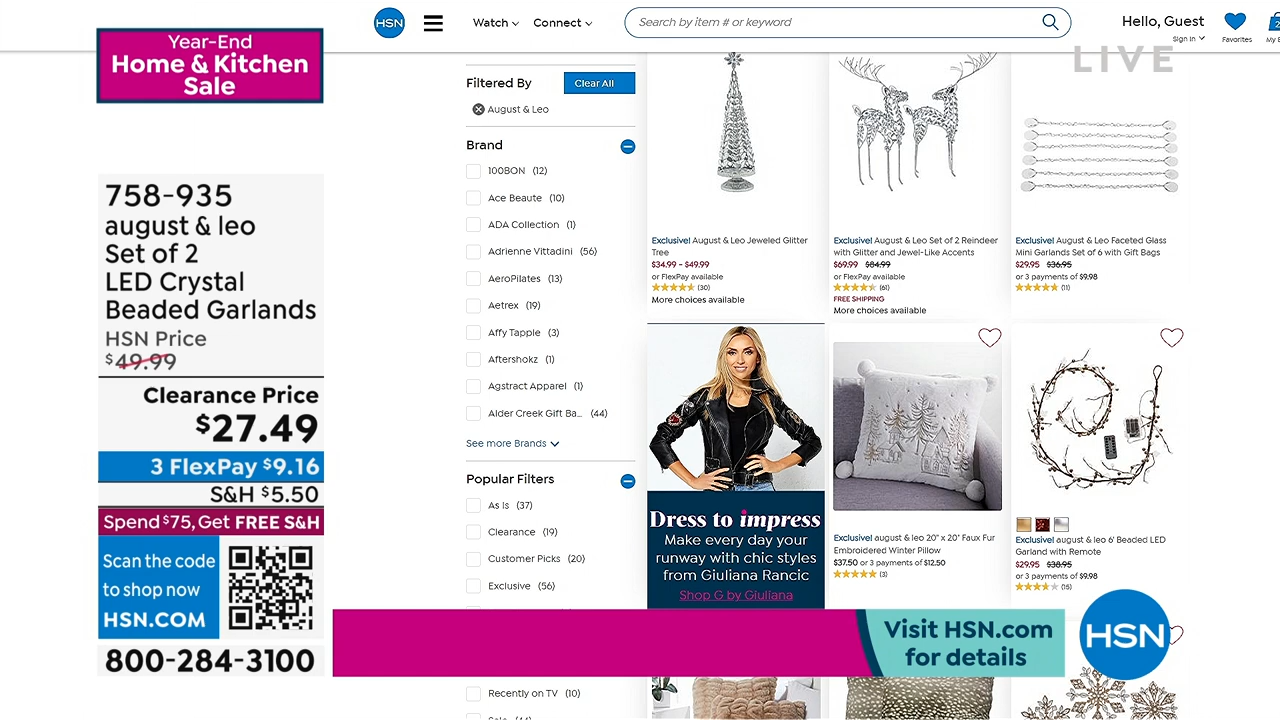 HSN
Watch
Connect
Search by item # or keyword
Hello, Guest
Sign In
Favorites
LIVE
Year-End
Home & Kitchen
Sale
758-935
august & leo
Set of 2
LED Crystal
Beaded Garlands
HSN Price
$49.99
Clearance Price
$27.49
3 FlexPay $9.16
S&H $5.50
Spend $75, Get FREE S&H
Scan the code
to shop now
HSN.COM
800-284-3100
Filtered By
Clear All
August & Leo
Brand
100BON (12)
Ace Beaute (10)
ADA Collection (1)
Adrienne Vittadini (56)
AeroPilates (13)
Aetrex (19)
Affy Tapple (3)
Aftershokz (1)
Agstract Apparel (1)
Alder Creek Gift Ba... (44)
See more Brands
Popular Filters
As Is (37)
Clearance (19)
Customer Picks (20)
Exclusive (56)
Recently on TV (10)
Exclusive! August & Leo Jeweled Glitter
Tree
$34.99 - $49.99
or FlexPay available
(30)
More choices available
Exclusive! August & Leo Set of 2 Reindeer
with Glitter and Jewel-Like Accents
$69.99 $84.99
or FlexPay available
(61)
FREE SHIPPING
More choices available
Exclusive! August & Leo Faceted Glass
Mini Garlands Set of 6 with Gift Bags
$29.95 $36.95
or 3 payments of $9.98
(11)
Dress to impress
Make every day your
runway with chic styles
from Giuliana Rancic
Shop G by Giuliana
Exclusive! august & leo 20" x 20" Faux Fur
Embroidered Winter Pillow
$37.50 or 3 payments of $12.50
(3)
Exclusive! august & leo 6' Beaded LED
Garland with Remote
$29.95 $38.95
or 3 payments of $9.98
(15)
Visit HSN.com
for details
HSN